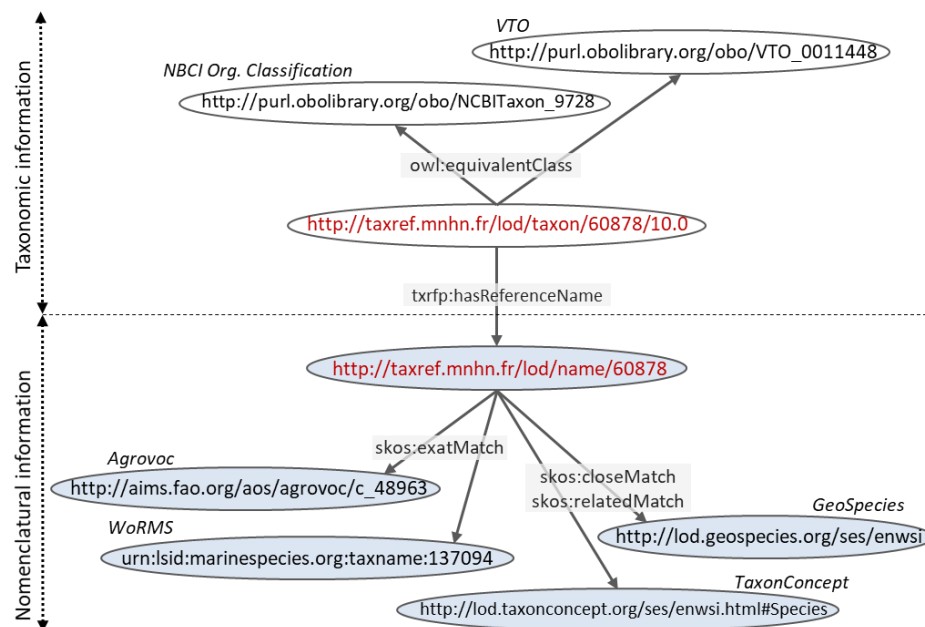 VTO
http://purl.obolibrary.org/obo/VTO_0011448
NBCI Org. Classification
http://purl.obolibrary.org/obo/NCBITaxon_9728
owl:equivalentClass
http://taxref.mnhn.fr/lod/taxon/60878/10.0
Taxonomic information
txrfp:hasReferenceName
http://taxref.mnhn.fr/lod/name/60878
Nomenclatural information
skos:exatMatch
Agrovoc
http://aims.fao.org/aos/agrovoc/c_48963
skos:closeMatch
skos:relatedMatch
GeoSpecies
http://lod.geospecies.org/ses/enwsi
WoRMS
urn:lsid:marinespecies.org:taxname:137094
TaxonConcept
http://lod.taxonconcept.org/ses/enwsi.html#Species